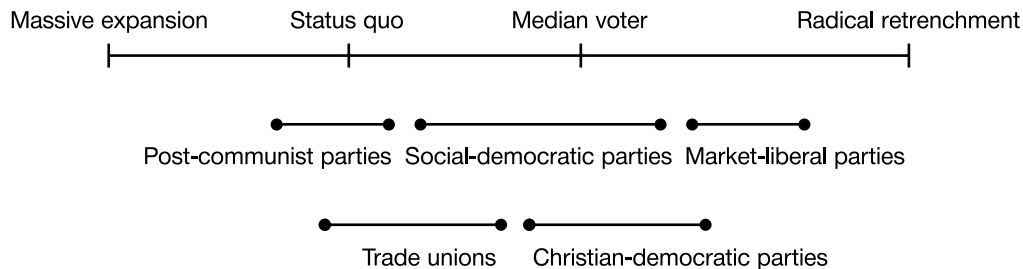 Massive expansion Status quo Median voter Radical retrenchment
Post-communist parties Social-democratic parties Market-liberal parties
Trade unions Christian-democratic parties